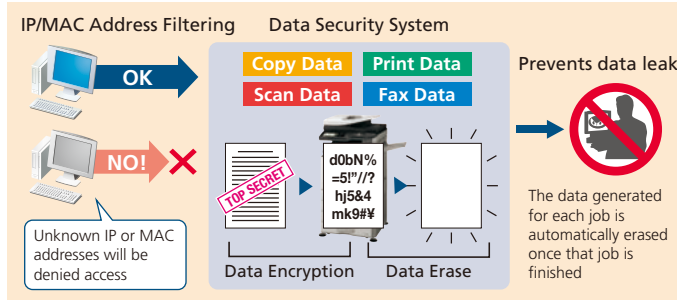 IP/MAC Address Filtering
Data Security System
OK
NO!
Unknown IP or MAC
addresses will be
denied access
Copy Data
Print Data
Scan Data
Fax Data
TOP SECRET
d0bN%
=5!”//?
hj5&4
mk9#¥
Data Encryption
Data Erase
Prevents data leak
The data generated
for each job is
automatically erased
once that job is
finished